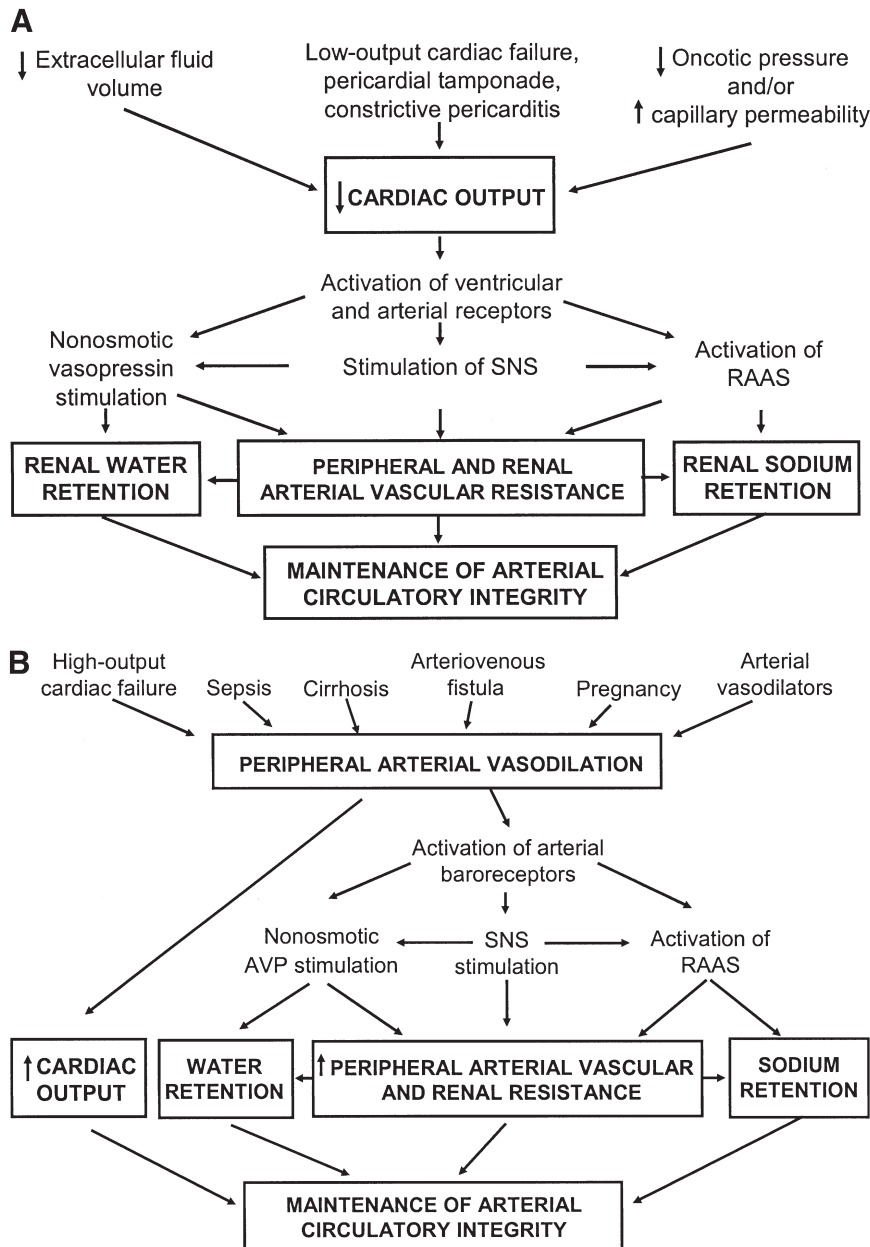 A
↓ Extracellular fluid
volume
Low-output cardiac failure,
pericardial tamponade,
constrictive pericarditis
↓ Oncotic pressure
and/or
↑ capillary permeability
↓ CARDIAC OUTPUT
Activation of ventricular
and arterial receptors
Nonosmotic
vasopressin
stimulation
Stimulation of SNS
Activation of
RAAS
RENAL WATER
RETENTION
PERIPHERAL AND RENAL
ARTERIAL VASCULAR RESISTANCE
RENAL SODIUM
RETENTION
MAINTENANCE OF ARTERIAL
CIRCULATORY INTEGRITY
B
High-output
cardiac failure
Sepsis
Cirrhosis
Arteriovenous
fistula
Pregnancy
Arterial
vasodilators
PERIPHERAL ARTERIAL VASODILATION
Activation of arterial
baroreceptors
Nonosmotic
AVP stimulation
SNS
stimulation
Activation of
RAAS
↑ CARDIAC
OUTPUT
WATER
RETENTION
↑ PERIPHERAL ARTERIAL VASCULAR
AND RENAL RESISTANCE
SODIUM
RETENTION
MAINTENANCE OF ARTERIAL
CIRCULATORY INTEGRITY